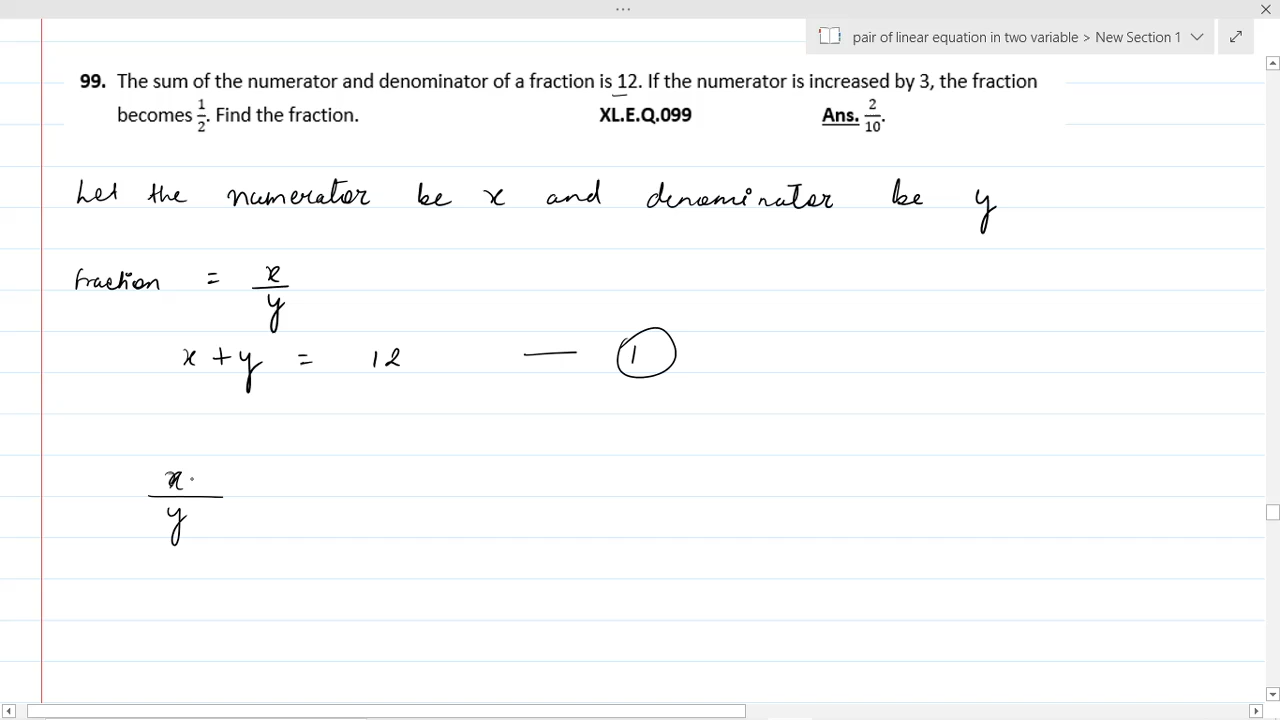 ...
pair of linear equation in two variable > New Section 1
99. The sum of the numerator and denominator of a fraction is 12. If the numerator is increased by 3, the fraction
becomes 1/2. Find the fraction. XL.E.Q.099 Ans. 2/10.
Let the numerator be x and denominator be y
fraction = x/y
x + y = 12 — 1
x/y